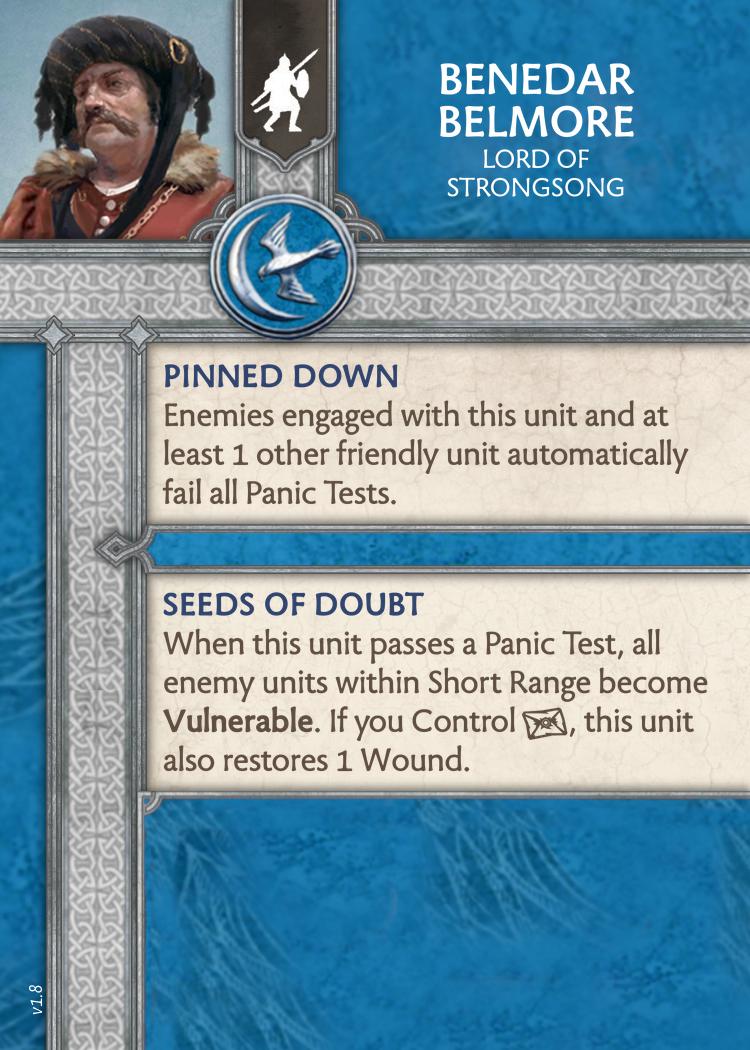 BENEDAR
BELMORE
LORD OF
STRONGSONG
PINNED DOWN
Enemies engaged with this unit and at
least 1 other friendly unit automatically
fail all Panic Tests.
SEEDS OF DOUBT
When this unit passes a Panic Test, all
enemy units within Short Range become
Vulnerable. If you Control , this unit
also restores 1 Wound.
v1.8